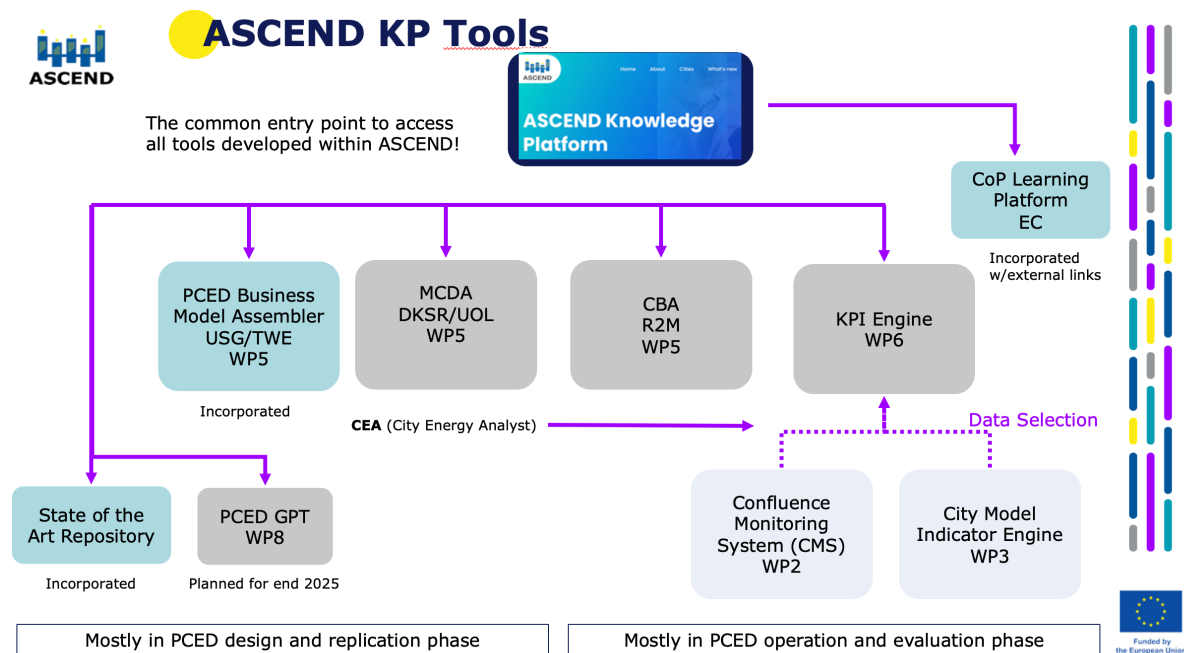 ASCEND
ASCEND KP Tools
ASCEND
Home About Cities What's new
ASCEND Knowledge
Platform
The common entry point to access
all tools developed within ASCEND!
CoP Learning
Platform
EC
Incorporated
w/external links
PCED Business
Model Assembler
USG/TWE
WP5
Incorporated
MCDA
DKSR/UOL
WP5
CBA
R2M
WP5
KPI Engine
WP6
CEA (City Energy Analyst)
Data Selection
State of the
Art Repository
Incorporated
PCED GPT
WP8
Planned for end 2025
Confluence
Monitoring
System (CMS)
WP2
City Model
Indicator Engine
WP3
Mostly in PCED design and replication phase
Mostly in PCED operation and evaluation phase
Funded by
the European Union